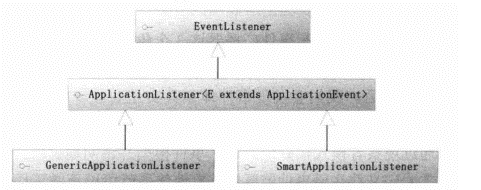 EventListener
ApplicationListener<E extends ApplicationEvent>
GenericApplicationListener
SmartApplicationListener